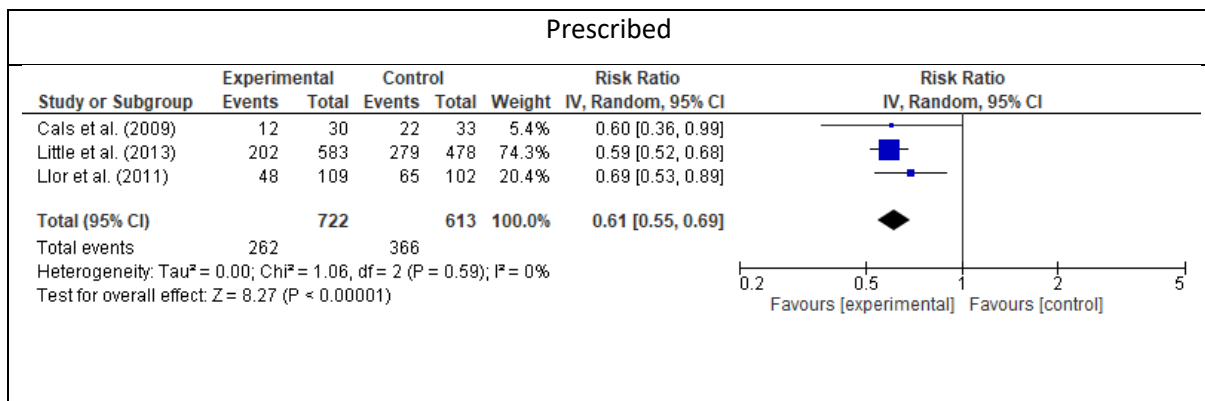 Prescribed
Experimental Control Risk Ratio Risk Ratio
Study or Subgroup Events Total Events Total Weight IV, Random, 95% CI IV, Random, 95% CI
Cals et al. (2009) 12 30 22 33 5.4% 0.60 [0.36, 0.99]
Little et al. (2013) 202 583 279 478 74.3% 0.59 [0.52, 0.68]
Llor et al. (2011) 48 109 65 102 20.4% 0.69 [0.53, 0.89]
Total (95% CI) 722 613 100.0% 0.61 [0.55, 0.69]
Total events 262 366
Heterogeneity: Tau² = 0.00; Chi² = 1.06, df = 2 (P = 0.59); I² = 0%
Test for overall effect: Z = 8.27 (P < 0.00001)
0.2 0.5 1 2 5
Favours [experimental] Favours [control]